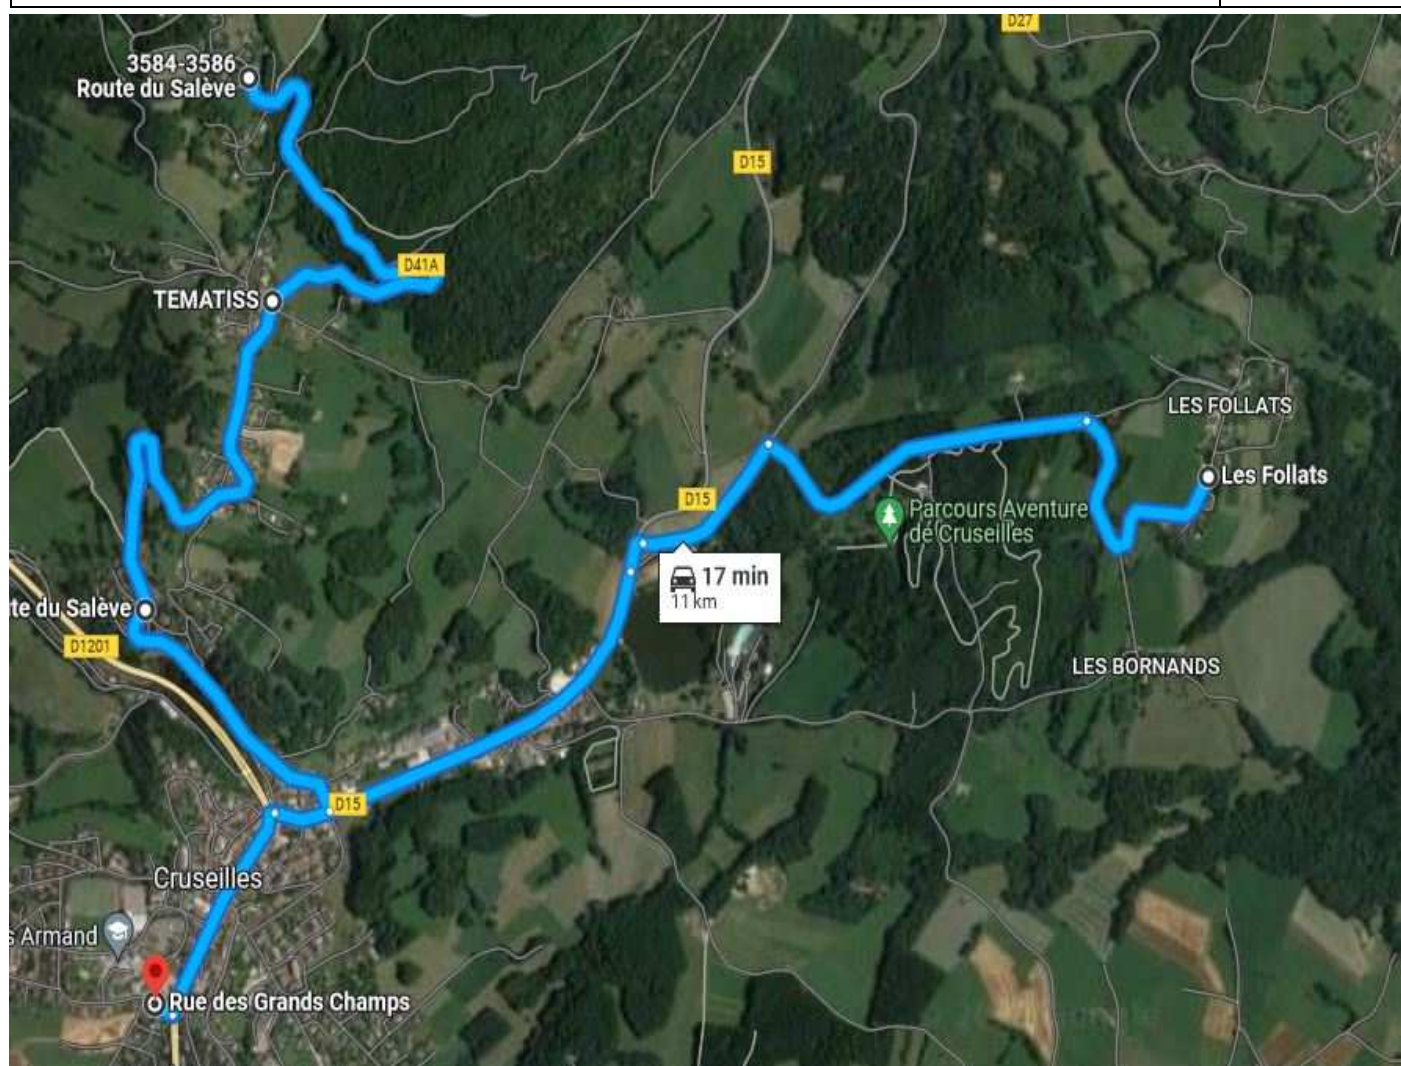 D27
3584-3586
Route du Salève
D15
D41A
TEMATISS
LES FOLLATS
Les Follats
D15
Parcours Aventure
de Cruseilles
17 min
11 km
te du Salève
D1201
LES BORNANDS
D15
Cruseilles
s Armand
Rue des Grands Champs